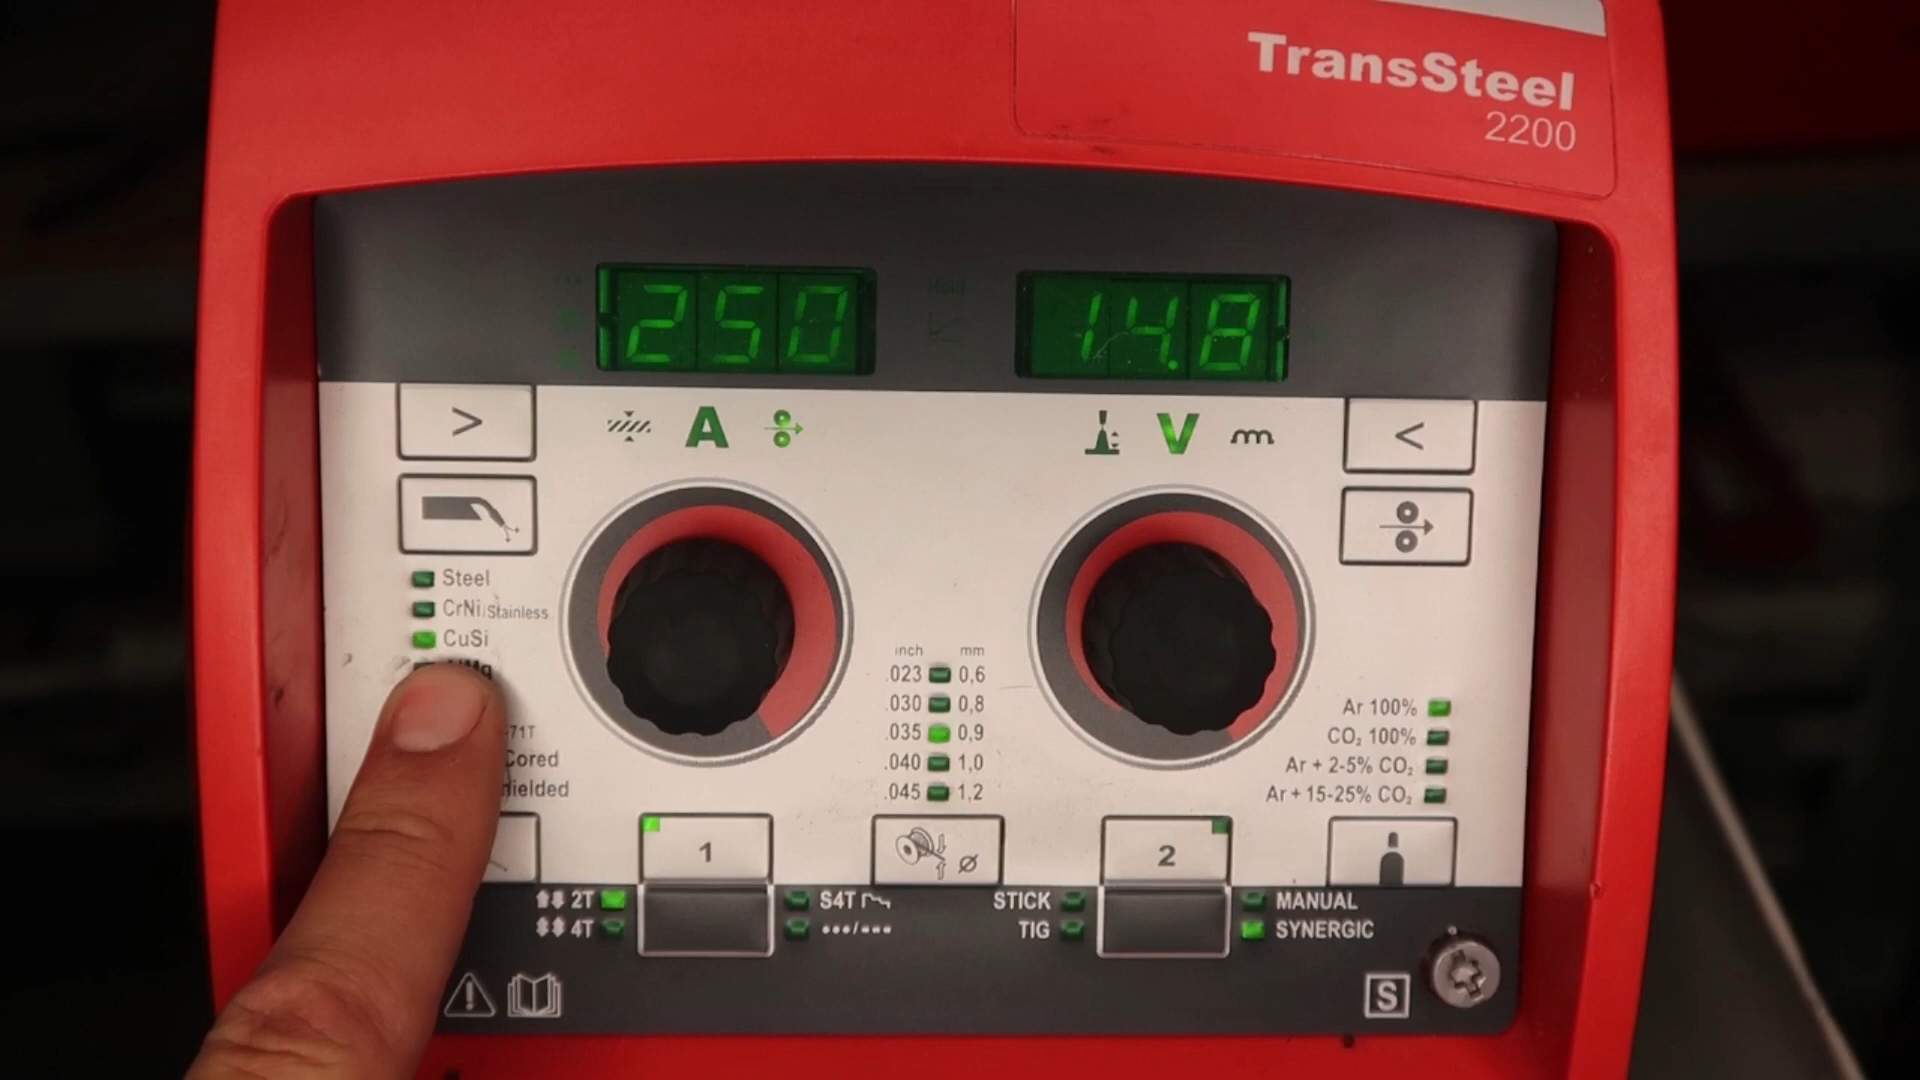 TransSteel
2200
250
14.8
>
A
V
<
Steel
CrNi/Stainless
CuSi
-71T
Cored
inch mm
.023 0,6
.030 0,8
.035 0,9
.040 1,0
.045 1,2
Ar 100%
CO₂ 100%
Ar + 2-5% CO₂
Ar + 15-25% CO₂
1
Ø
2
2T
4T
S4T
STICK
TIG
MANUAL
SYNERGIC
S